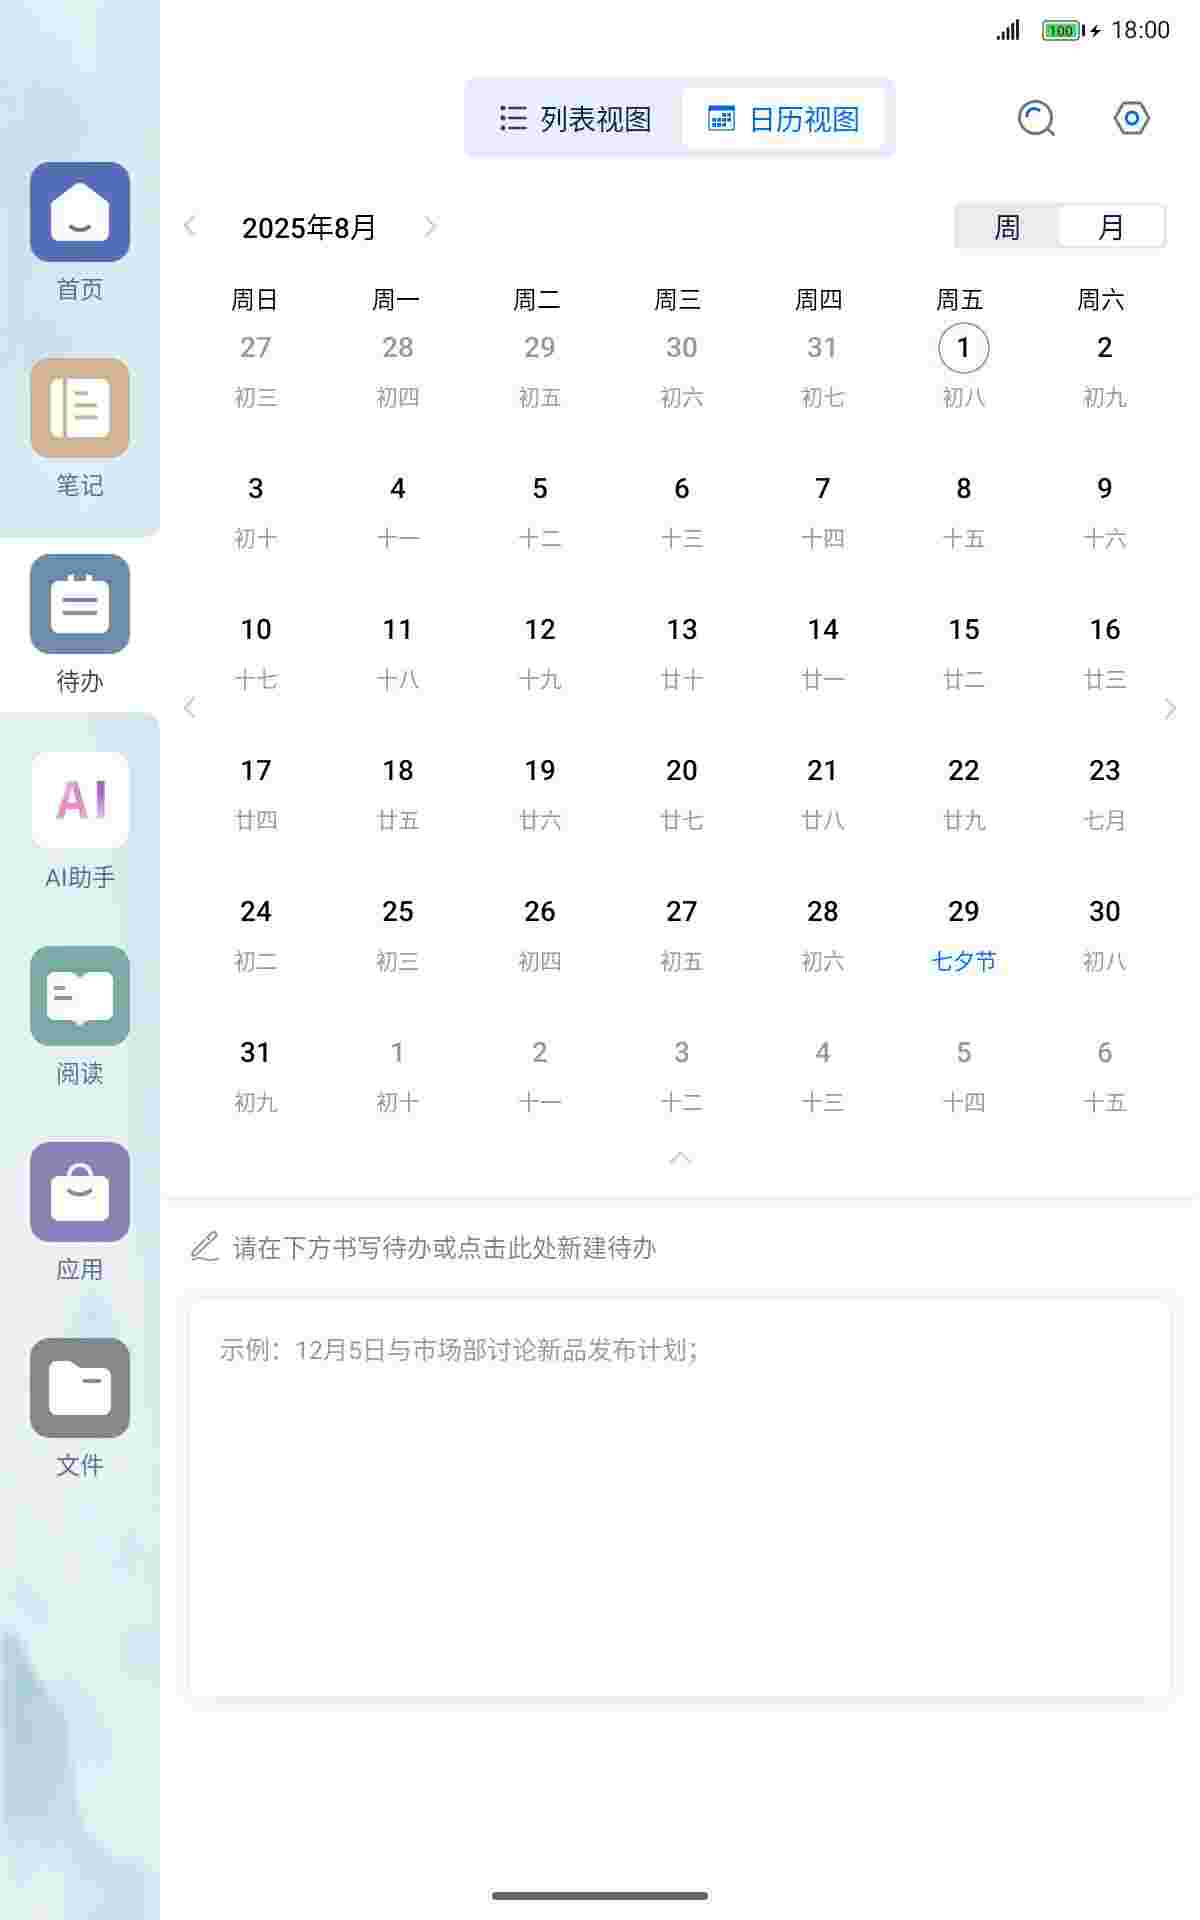 100 18:00
列表视图 日历视图
2025年8月 周 月
周日 周一 周二 周三 周四 周五 周六
27 28 29 30 31 1 2
初三 初四 初五 初六 初七 初八 初九
3 4 5 6 7 8 9
初十 十一 十二 十三 十四 十五 十六
10 11 12 13 14 15 16
十七 十八 十九 廿十 廿一 廿二 廿三
17 18 19 20 21 22 23
廿四 廿五 廿六 廿七 廿八 廿九 七月
24 25 26 27 28 29 30
初二 初三 初四 初五 初六 七夕节 初八
31 1 2 3 4 5 6
初九 初十 十一 十二 十三 十四 十五
请在下方书写待办或点击此处新建待办
示例：12月5日与市场部讨论新品发布计划；
首页
笔记
待办
AI
AI助手
阅读
应用
文件